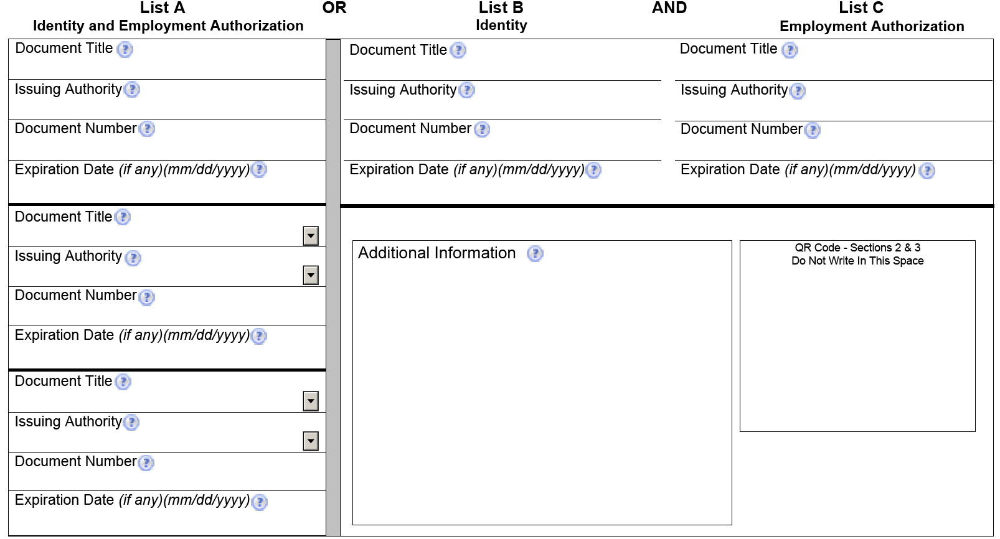 List A OR List B AND List C
Identity and Employment Authorization Identity Employment Authorization
Document Title ?
Issuing Authority ?
Document Number ?
Expiration Date (if any)(mm/dd/yyyy) ?
Document Title ?
Issuing Authority ?
Document Number ?
Expiration Date (if any)(mm/dd/yyyy) ?
Document Title ?
Issuing Authority ?
Document Number ?
Expiration Date (if any)(mm/dd/yyyy) ?
Document Title ?
Issuing Authority ?
Document Number ?
Expiration Date (if any)(mm/dd/yyyy) ?
Document Title ?
Issuing Authority ?
Document Number ?
Expiration Date (if any)(mm/dd/yyyy) ?
Additional Information ?
QR Code - Sections 2 & 3
Do Not Write In This Space